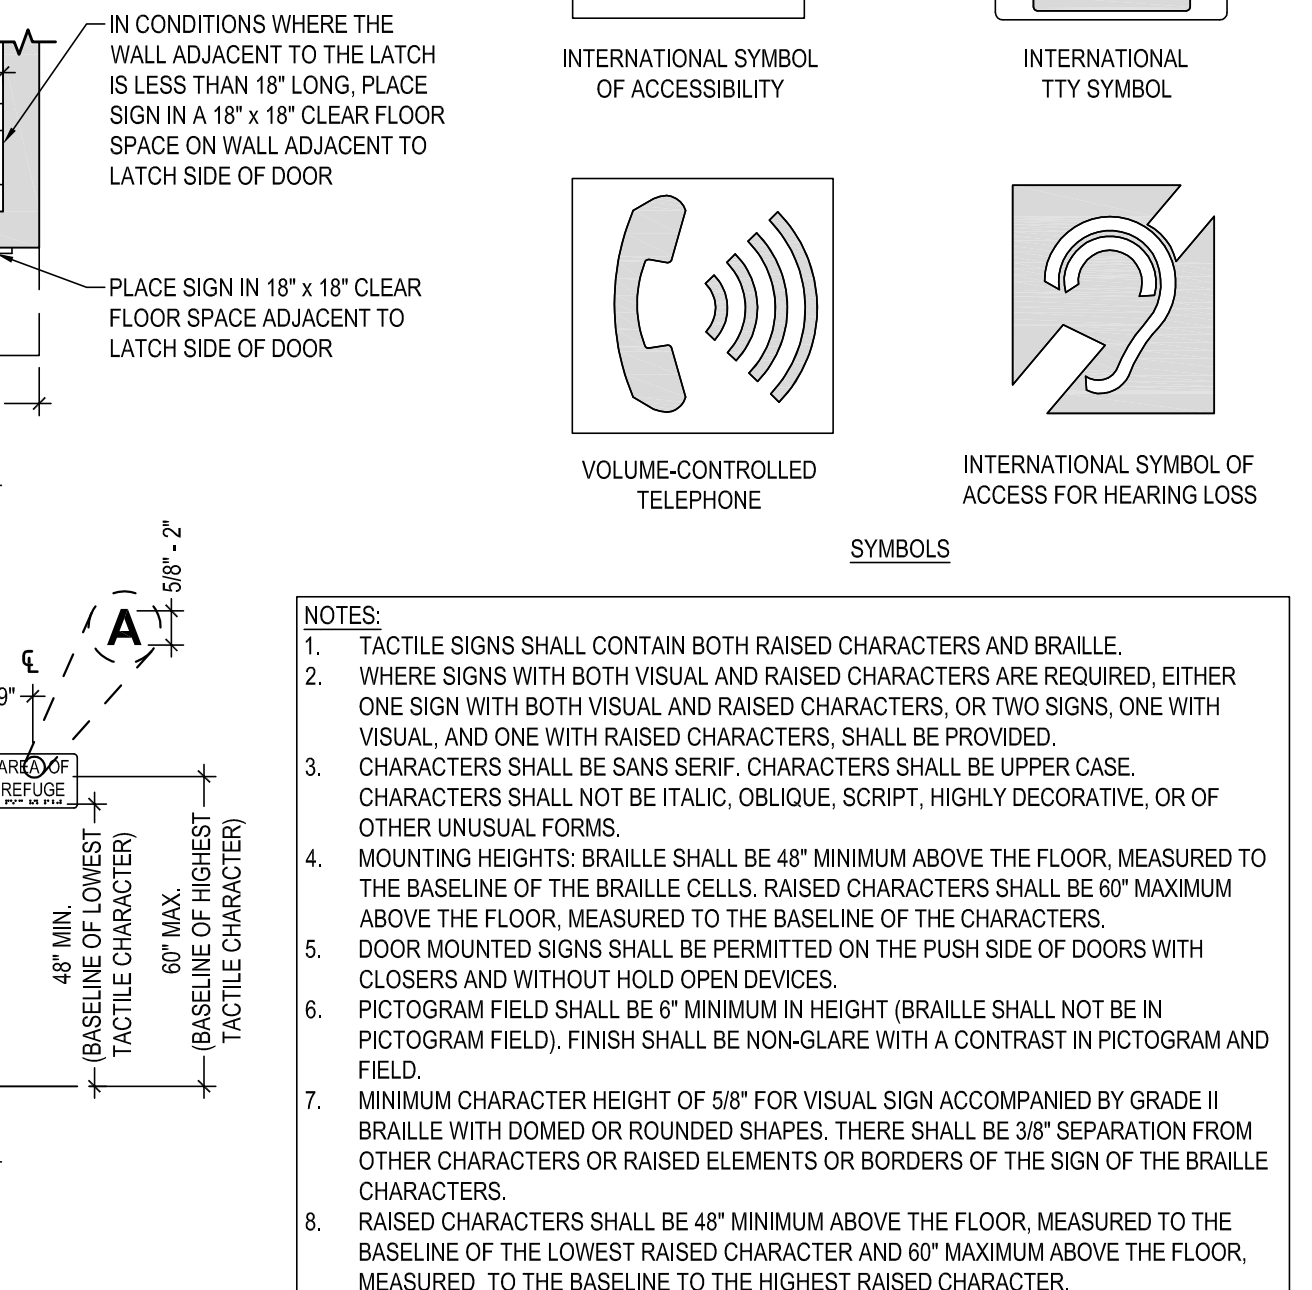 IN CONDITIONS WHERE THE
WALL ADJACENT TO THE LATCH
IS LESS THAN 18" LONG, PLACE
SIGN IN A 18" x 18" CLEAR FLOOR
SPACE ON WALL ADJACENT TO
LATCH SIDE OF DOOR
PLACE SIGN IN 18" x 18" CLEAR
FLOOR SPACE ADJACENT TO
LATCH SIDE OF DOOR
INTERNATIONAL SYMBOL
OF ACCESSIBILITY
INTERNATIONAL
TTY SYMBOL
VOLUME-CONTROLLED
TELEPHONE
INTERNATIONAL SYMBOL OF
ACCESS FOR HEARING LOSS
SYMBOLS
5/8" - 2"
A
℄
9"
AREA OF
REFUGE
48" MIN.
(BASELINE OF LOWEST
TACTILE CHARACTER)
60" MAX.
(BASELINE OF HIGHEST
TACTILE CHARACTER)
NOTES:
1. TACTILE SIGNS SHALL CONTAIN BOTH RAISED CHARACTERS AND BRAILLE.
2. WHERE SIGNS WITH BOTH VISUAL AND RAISED CHARACTERS ARE REQUIRED, EITHER
ONE SIGN WITH BOTH VISUAL AND RAISED CHARACTERS, OR TWO SIGNS, ONE WITH
VISUAL, AND ONE WITH RAISED CHARACTERS, SHALL BE PROVIDED.
3. CHARACTERS SHALL BE SANS SERIF. CHARACTERS SHALL BE UPPER CASE.
CHARACTERS SHALL NOT BE ITALIC, OBLIQUE, SCRIPT, HIGHLY DECORATIVE, OR OF
OTHER UNUSUAL FORMS.
4. MOUNTING HEIGHTS: BRAILLE SHALL BE 48" MINIMUM ABOVE THE FLOOR, MEASURED TO
THE BASELINE OF THE BRAILLE CELLS. RAISED CHARACTERS SHALL BE 60" MAXIMUM
ABOVE THE FLOOR, MEASURED TO THE BASELINE OF THE CHARACTERS.
5. DOOR MOUNTED SIGNS SHALL BE PERMITTED ON THE PUSH SIDE OF DOORS WITH
CLOSERS AND WITHOUT HOLD OPEN DEVICES.
6. PICTOGRAM FIELD SHALL BE 6" MINIMUM IN HEIGHT (BRAILLE SHALL NOT BE IN
PICTOGRAM FIELD). FINISH SHALL BE NON-GLARE WITH A CONTRAST IN PICTOGRAM AND
FIELD.
7. MINIMUM CHARACTER HEIGHT OF 5/8" FOR VISUAL SIGN ACCOMPANIED BY GRADE II
BRAILLE WITH DOMED OR ROUNDED SHAPES. THERE SHALL BE 3/8" SEPARATION FROM
OTHER CHARACTERS OR RAISED ELEMENTS OR BORDERS OF THE SIGN OF THE BRAILLE
CHARACTERS.
8. RAISED CHARACTERS SHALL BE 48" MINIMUM ABOVE THE FLOOR, MEASURED TO THE
BASELINE OF THE LOWEST RAISED CHARACTER AND 60" MAXIMUM ABOVE THE FLOOR,
MEASURED TO THE BASELINE TO THE HIGHEST RAISED CHARACTER.